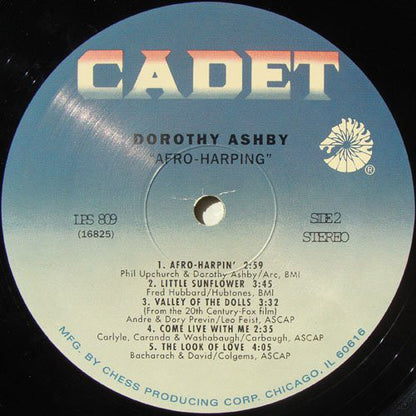 CADET
DOROTHY ASHBY
"AFRO-HARPING"
®
LPS 809
(16825)
SIDE 2
STEREO
1. AFRO-HARPIN' 2:59
Phil Upchurch & Dorothy Ashby/Arc, BMI
2. LITTLE SUNFLOWER 3:45
Fred Hubbard/Hubtones, BMI
3. VALLEY OF THE DOLLS 3:32
(From the 20th Century-Fox film)
Andre & Dory Previn/Leo Feist, ASCAP
4. COME LIVE WITH ME 2:35
Carlyle, Caranda & Washabaugh/Carbaugh, ASCAP
5. THE LOOK OF LOVE 4:05
Bacharach & David/Colgems, ASCAP
MFG. BY CHESS PRODUCING CORP. CHICAGO, IL 60616